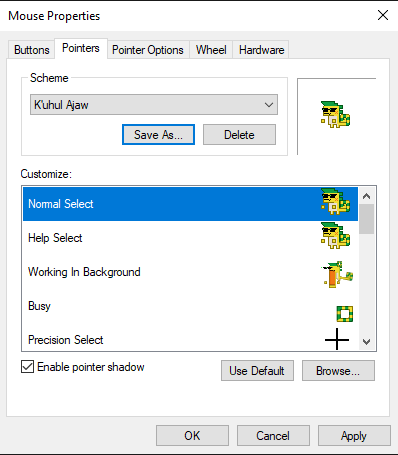 Mouse Properties
Buttons
Pointers
Pointer Options
Wheel
Hardware
Scheme
K'uhul Ajaw
Save As...
Delete
Customize:
Normal Select
Help Select
Working In Background
Busy
Precision Select
Enable pointer shadow
Use Default
Browse...
OK
Cancel
Apply